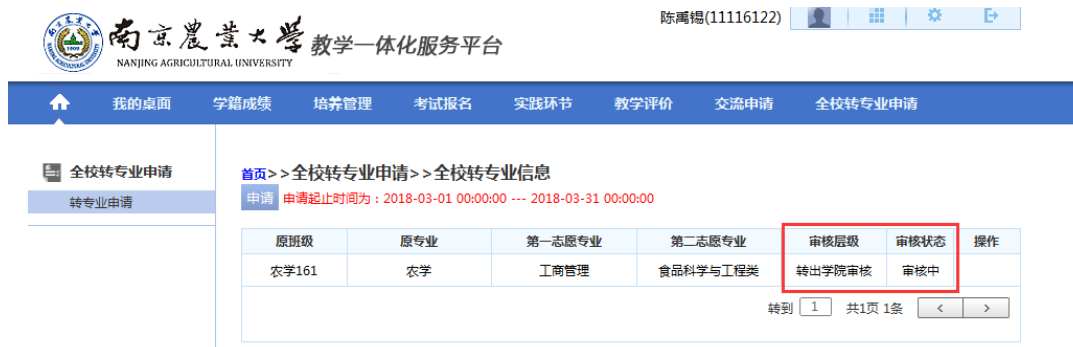 陈禹锡(11116122)
南京農業大學 教学一体化服务平台
NANJING AGRICULTURAL UNIVERSITY
我的桌面 学籍成绩 培养管理 考试报名 实践环节 教学评价 交流申请 全校转专业申请
全校转专业申请
转专业申请
首页>>全校转专业申请>>全校转专业信息
申请 申请起止时间为：2018-03-01 00:00:00 --- 2018-03-31 00:00:00
原班级 原专业 第一志愿专业 第二志愿专业 审核层级 审核状态 操作
农学161 农学 工商管理 食品科学与工程类 转出学院审核 审核中
转到 1 共1页 1条 < >